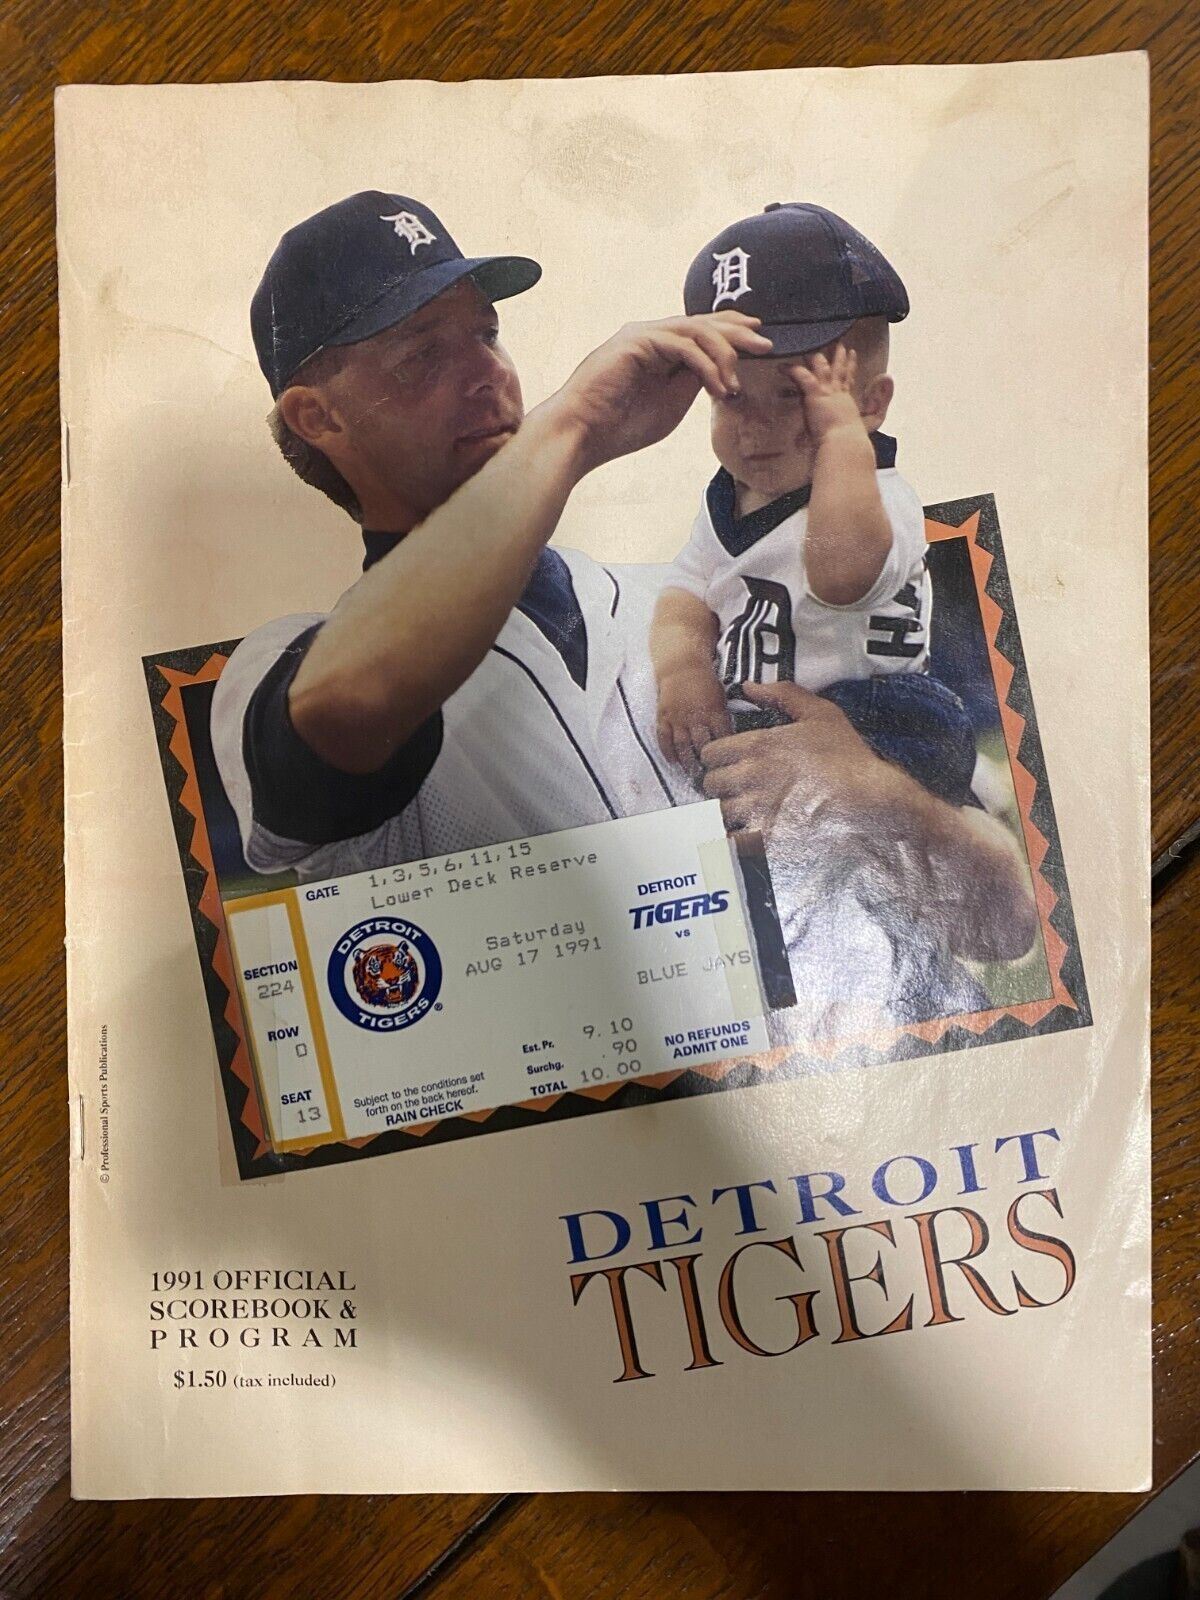 D
D
D
H
GATE
1,3,5,6,11,15
Lower Deck Reserve
SECTION
224
ROW
0
SEAT
13
DETROIT
TIGERS
®
Saturday
AUG 17 1991
DETROIT
TIGERS
vs
BLUE JAYS
Est. Pr. 9.10
Surchg. .90
TOTAL 10.00
NO REFUNDS
ADMIT ONE
Subject to the conditions set
forth on the back hereof.
RAIN CHECK
© Professional Sports Publications
DETROIT
TIGERS
1991 OFFICIAL
SCOREBOOK &
PROGRAM
$1.50 (tax included)